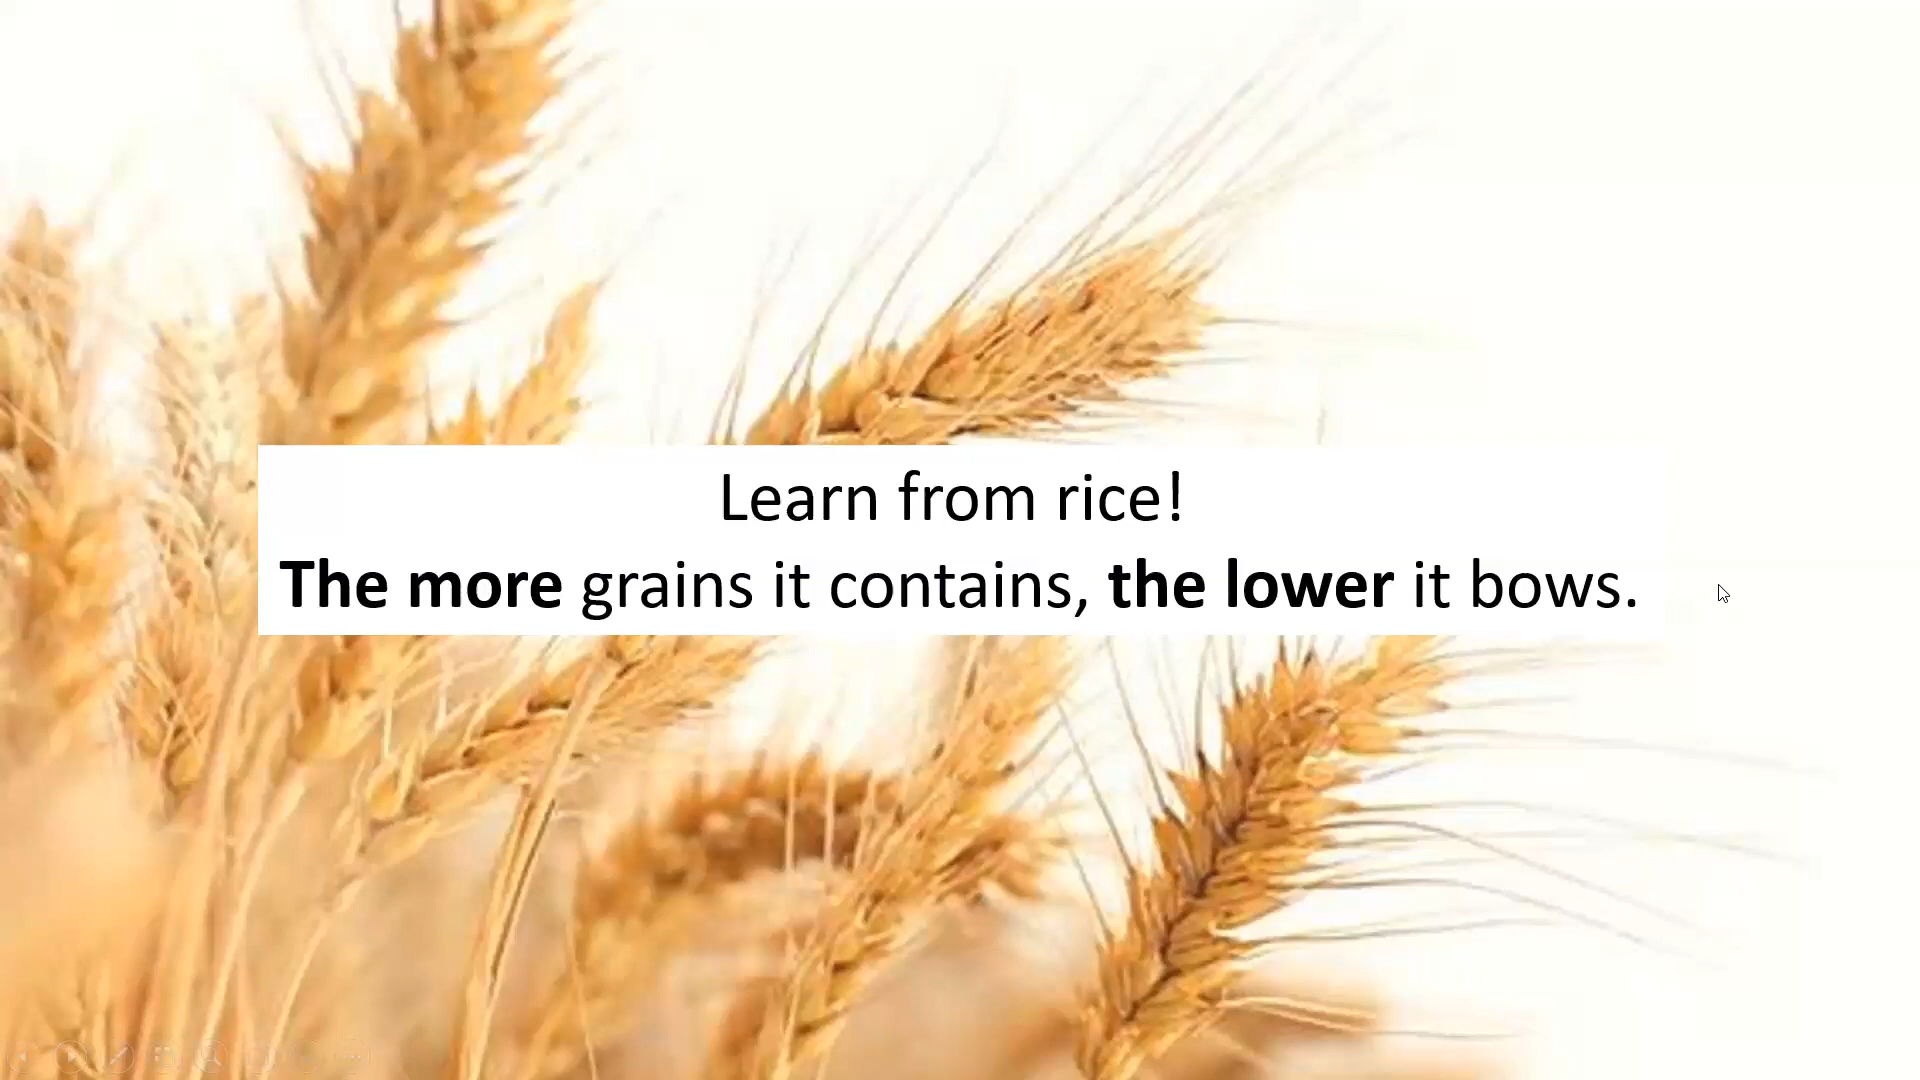 Learn from rice!
The more grains it contains, the lower it bows.